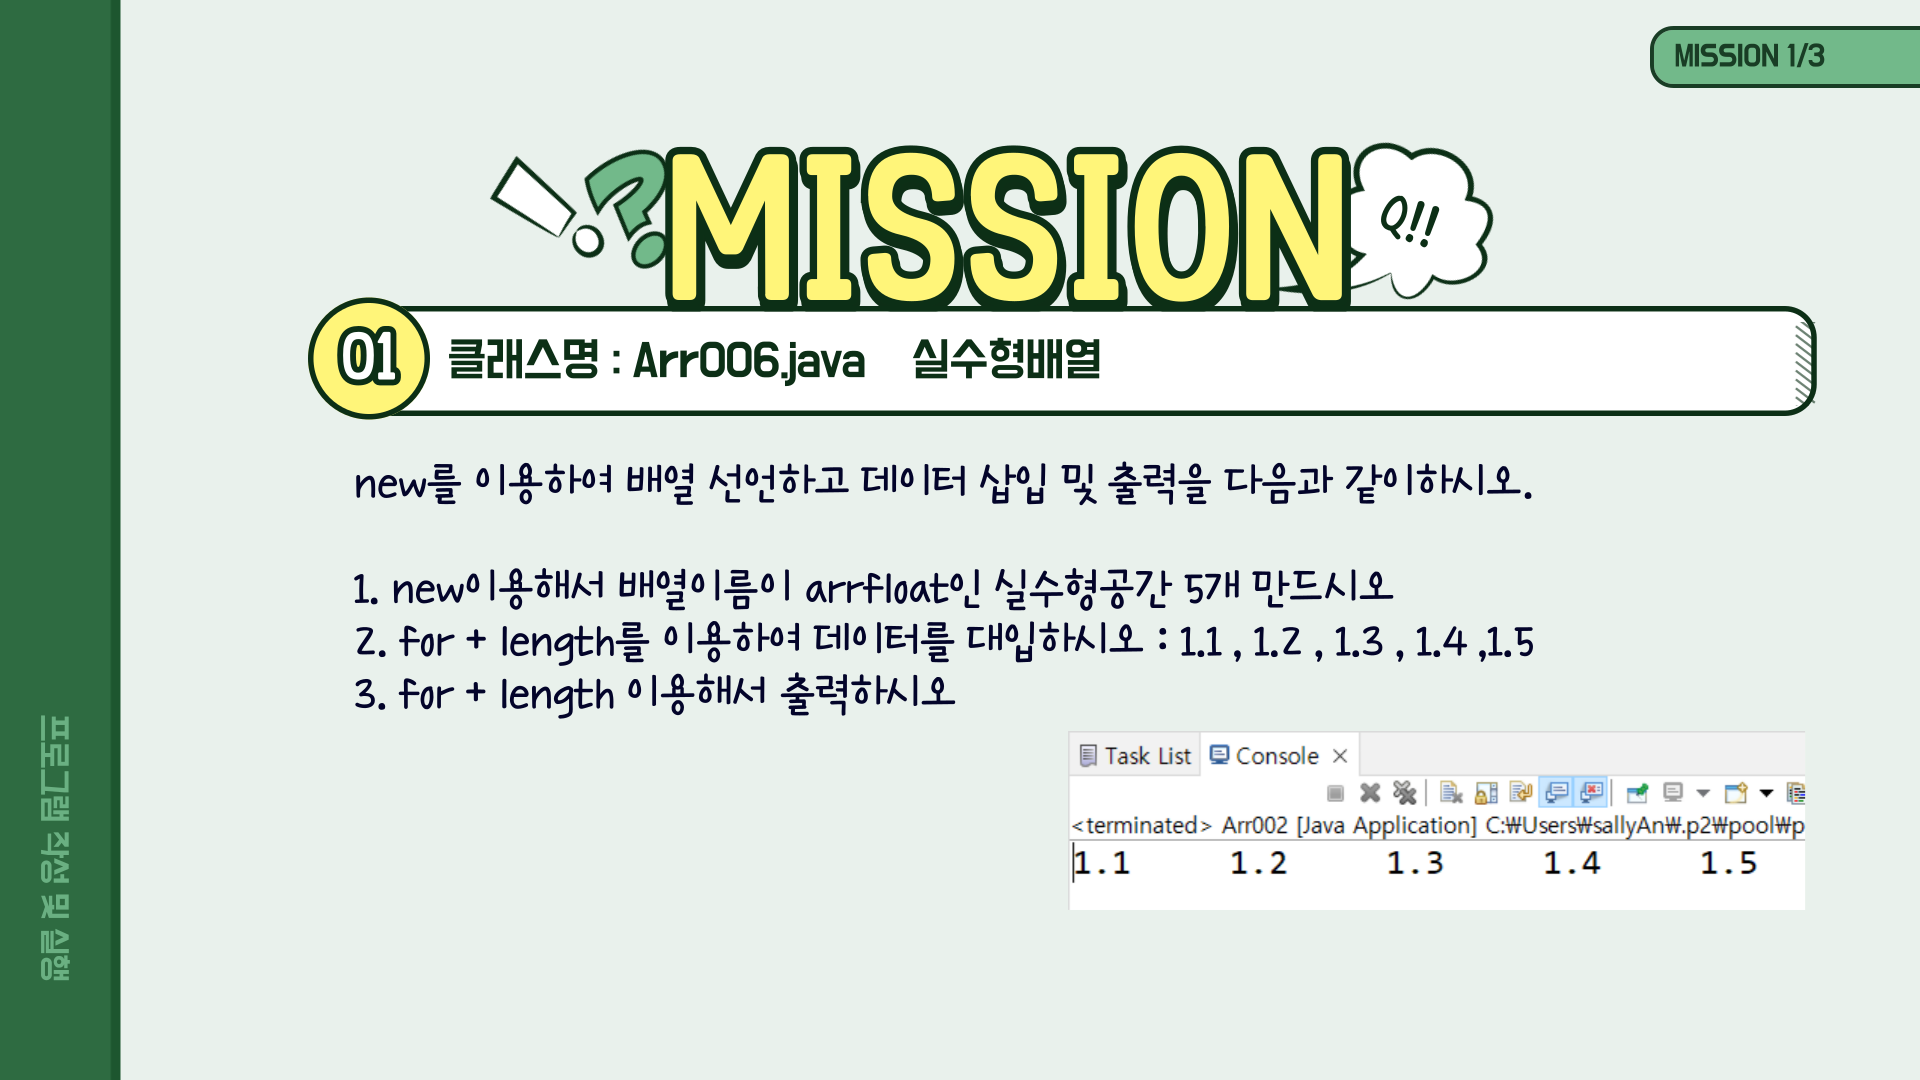 MISSION 1/3
MISSION
Q!!
01
클래스명 : Arr006.java 실수형배열
new를 이용하여 배열 선언하고 데이터 삽입 및 출력을 다음과 같이하시오.
1. new이용해서 배열이름이 arrfloat인 실수형공간 5개 만드시오
2. for + length를 이용하여 데이터를 대입하시오 : 1.1 , 1.2 , 1.3 , 1.4 ,1.5
3. for + length 이용해서 출력하시오
Task List Console
<terminated> Arr002 [Java Application] C:₩Users₩sallyAn₩.p2₩pool₩p
1.1 1.2 1.3 1.4 1.5
프로그램 작성 및 실행